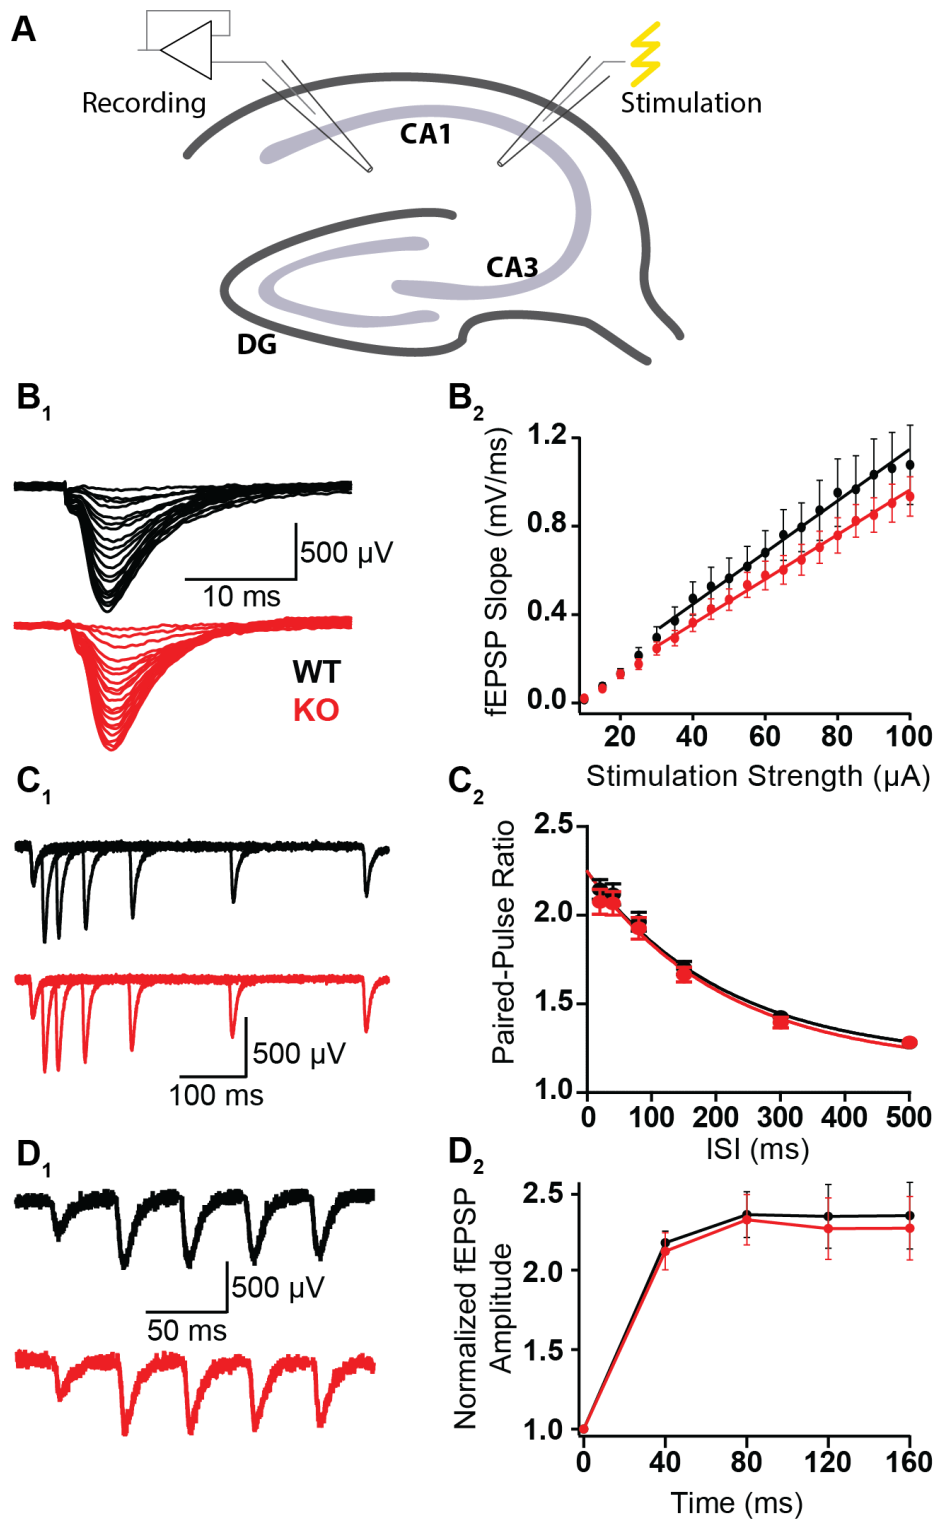 A
Recording
Stimulation
CA1
CA3
DG
B1
500 µV
10 ms
WT
KO
B2
fEPSP Slope (mV/ms)
1.2
0.8
0.4
0.0
20 40 60 80 100
Stimulation Strength (µA)
C1
500 µV
100 ms
C2
Paired-Pulse Ratio
2.5
2.0
1.5
1.0
0 100 200 300 400 500
ISI (ms)
D1
500 µV
50 ms
D2
Normalized fEPSP
Amplitude
2.5
2.0
1.5
1.0
0 40 80 120 160
Time (ms)